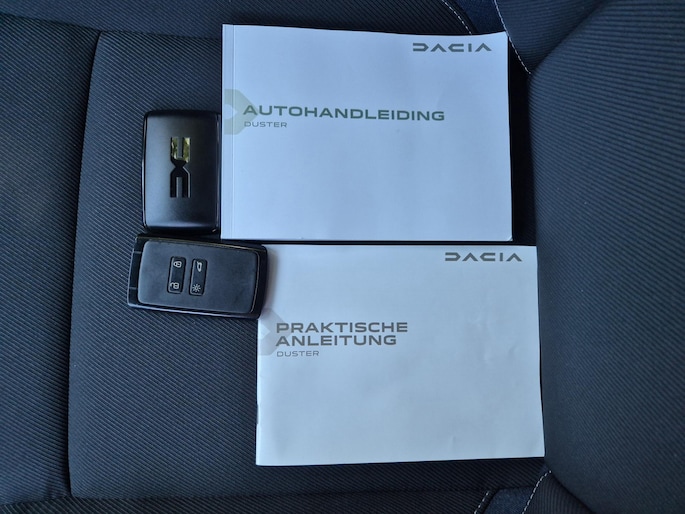 DACIA
AUTOHANDLEIDING
DUSTER
DACIA
PRAKTISCHE
ANLEITUNG
DUSTER